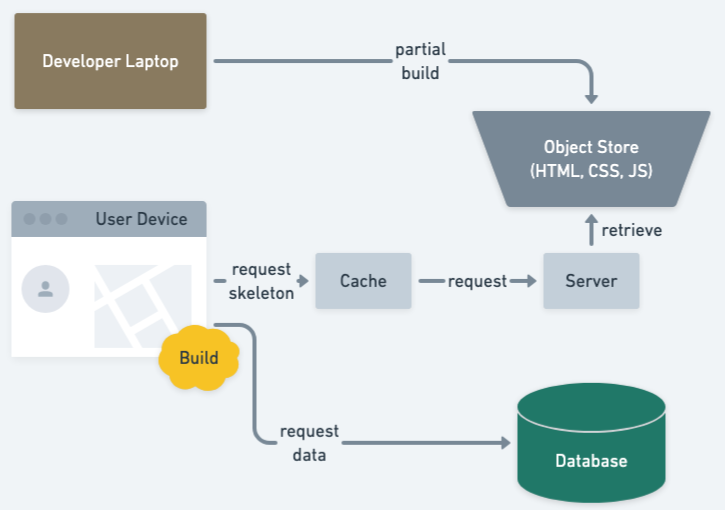 Developer Laptop
partial
build
Object Store
(HTML, CSS, JS)
retrieve
User Device
request
skeleton
Cache
request
Server
Build
request
data
Database